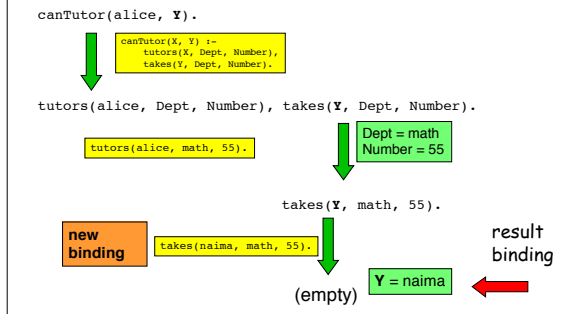 canTutor(alice, Y).
canTutor(X, Y) :-
tutors(X, Dept, Number),
takes(Y, Dept, Number).
tutors(alice, Dept, Number), takes(Y, Dept, Number).
tutors(alice, math, 55).
Dept = math
Number = 55
takes(Y, math, 55).
new
binding
takes(naima, math, 55).
result
binding
(empty)
Y = naima